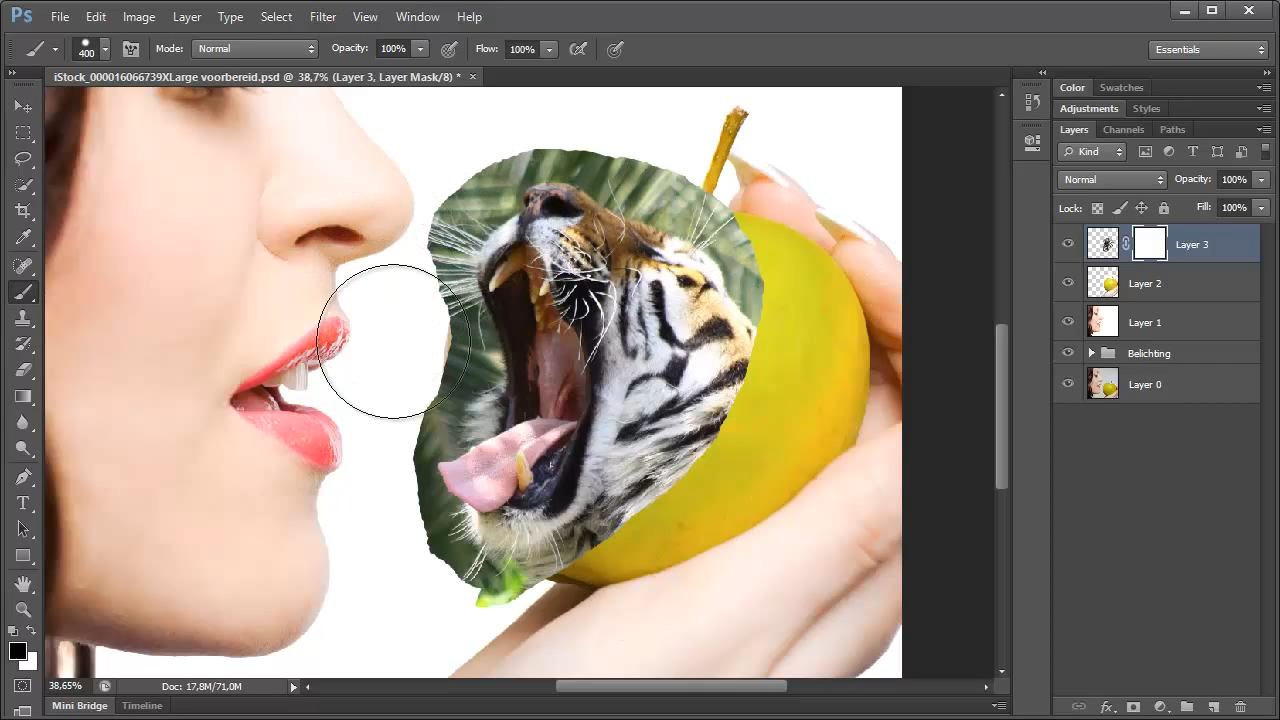 Ps File Edit Image Layer Type Select Filter View Window Help
400 Mode: Normal Opacity: 100% Flow: 100% Essentials
iStock_000016066739XLarge voorbereid.psd @ 38,7% (Layer 3, Layer Mask/8) * ×
Color Swatches
Adjustments Styles
Layers Channels Paths
Kind
Normal Opacity: 100%
Lock: Fill: 100%
Layer 3
Layer 2
Layer 1
Belichting
Layer 0
38,65% Doc: 17,8M/71,0M
Mini Bridge Timeline